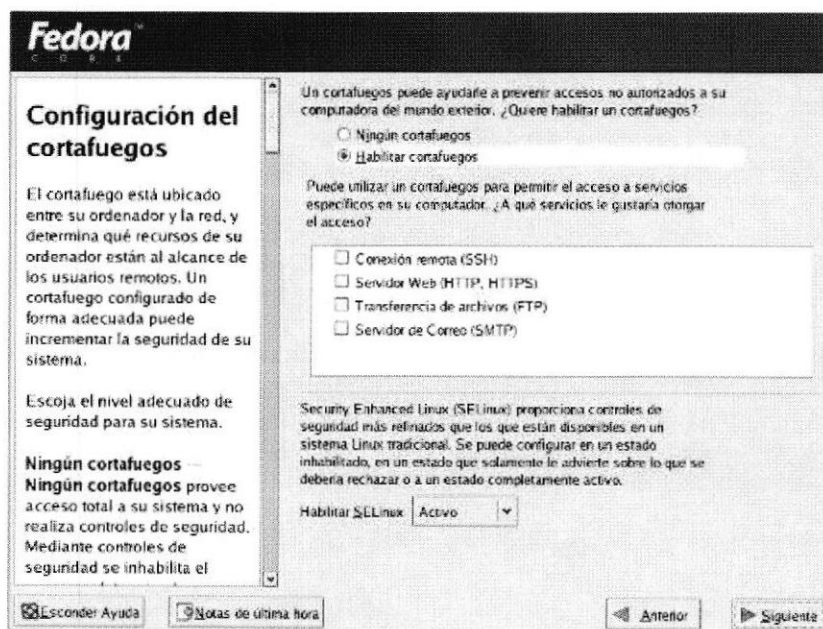 Fedora™
CORE
Configuración del
cortafuegos
El cortafuego está ubicado
entre su ordenador y la red, y
determina qué recursos de su
ordenador están al alcance de
los usuarios remotos. Un
cortafuego configurado de
forma adecuada puede
incrementar la seguridad de su
sistema.
Escoja el nivel adecuado de
seguridad para su sistema.
Ningún cortafuegos —
Ningún cortafuegos provee
acceso total a su sistema y no
realiza controles de seguridad.
Mediante controles de
seguridad se inhabilita el
Un cortafuegos puede ayudarle a prevenir accesos no autorizados a su
computadora del mundo exterior. ¿Quiere habilitar un cortafuegos?
Ningún cortafuegos
Habilitar cortafuegos
Puede utilizar un cortafuegos para permitir el acceso a servicios
específicos en su computador. ¿A qué servicios le gustaría otorgar
el acceso?
Conexión remota (SSH)
Servidor Web (HTTP, HTTPS)
Transferencia de archivos (FTP)
Servidor de Correo (SMTP)
Security Enhanced Linux (SELinux) proporciona controles de
seguridad más refinados que los que están disponibles en un
sistema Linux tradicional. Se puede configurar en un estado
inhabilitado, en un estado que solamente le advierte sobre lo que se
debería rechazar o a un estado completamente activo.
Habilitar SELinux Activo
Esconder Ayuda Notas de última hora Anterior Siguiente